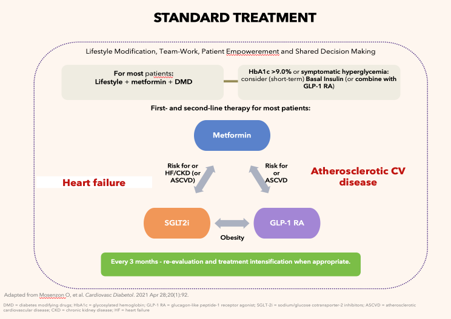 STANDARD TREATMENT
Lifestyle Modification, Team-Work, Patient Empowerement and Shared Decision Making
For most patients:
Lifestyle + metformin + DMD
HbA1c >9.0% or symptomatic hyperglycemia:
consider (short-term) Basal Insulin (or combine with
GLP-1 RA)
First- and second-line therapy for most patients:
Metformin
Risk for or
HF/CKD (or
ASCVD)
Risk for
or
ASCVD
Heart failure
Atherosclerotic CV
disease
SGLT2i
GLP-1 RA
Obesity
Every 3 months - re-evaluation and treatment intensification when appropriate.
Adapted from Mosenzon O, et al. Cardiovasc Diabetol. 2021 Apr 28;20(1):92.
DMD = diabetes modifying drugs; HbA1c = glycosylated hemoglobin; GLP-1 RA = glucagon-like-peptide-1 receptor agonist; SGLT-2i = sodium/glucose cotransporter-2 inhibitors; ASCVD = atherosclerotic
cardiovascular disease; CKD = chronic kidney disease; HF = heart failure